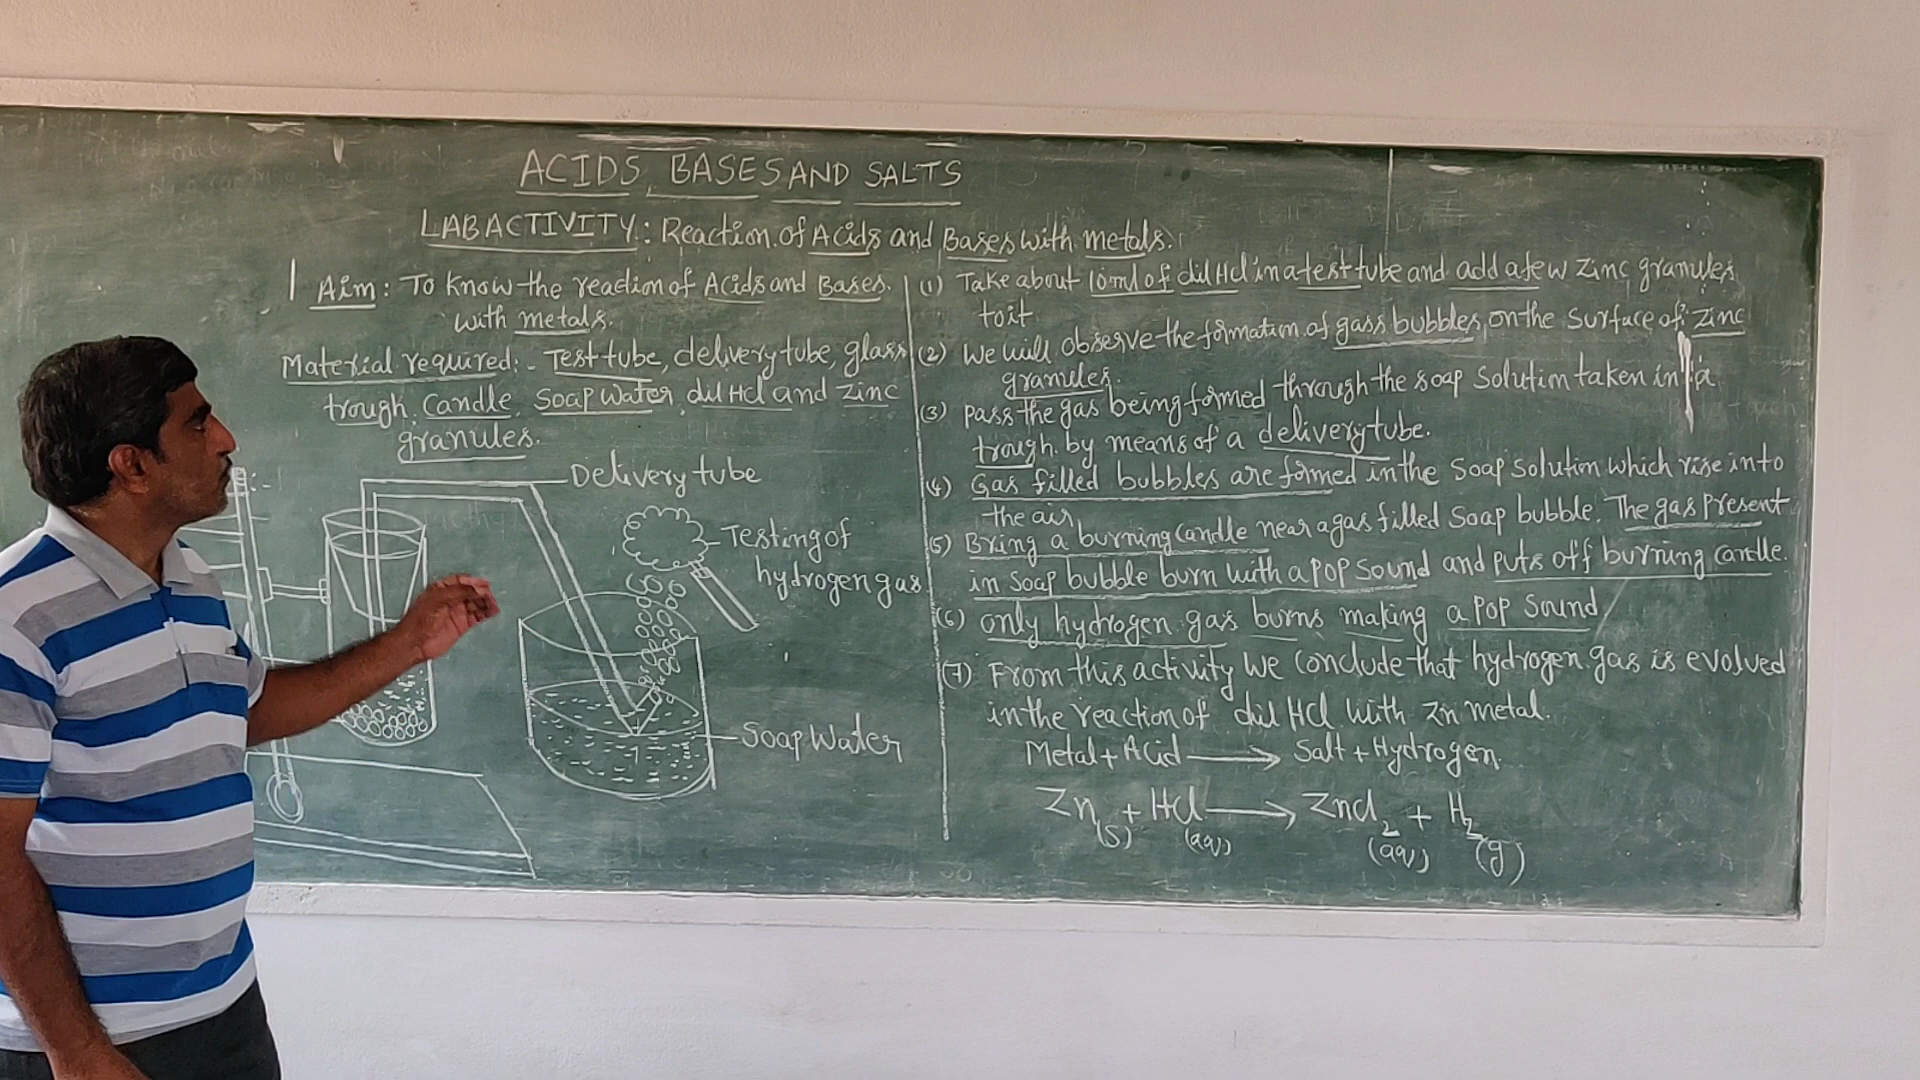 ACIDS, BASES AND SALTS
LAB ACTIVITY: Reaction of Acids and Bases with metals.
Aim: To know the reaction of Acids and Bases.
with metals.
Material required: - Test tube, delivery tube, glass
trough, Candle, Soap Water, dil Hcl and Zinc
granules.
Delivery tube
Testing of
hydrogen gas
Soap Water
(1) Take about 10ml of dil Hcl in a test tube and add a few Zinc granules
to it
(2) We will observe the formation of gass bubbles, on the Surface of Zinc
granules.
(3) pass the gas being formed through the soap Solution taken in a
trough by means of a delivery tube.
(4) Gas filled bubbles are formed in the Soap Solution which rise into
the air
(5) Bring a burning candle near a gas filled Soap bubble. The gas present
in Soap bubble burn with a pop Sound and puts off burning candle.
(6) only hydrogen gas burns making a pop Sound
(7) From this activity we Conclude that hydrogen gas is evolved
in the reaction of dil Hcl with Zn metal.
Metal + Acid → Salt + Hydrogen
Zn(s) + Hcl(aq) → Zncl2(aq) + H2(g)